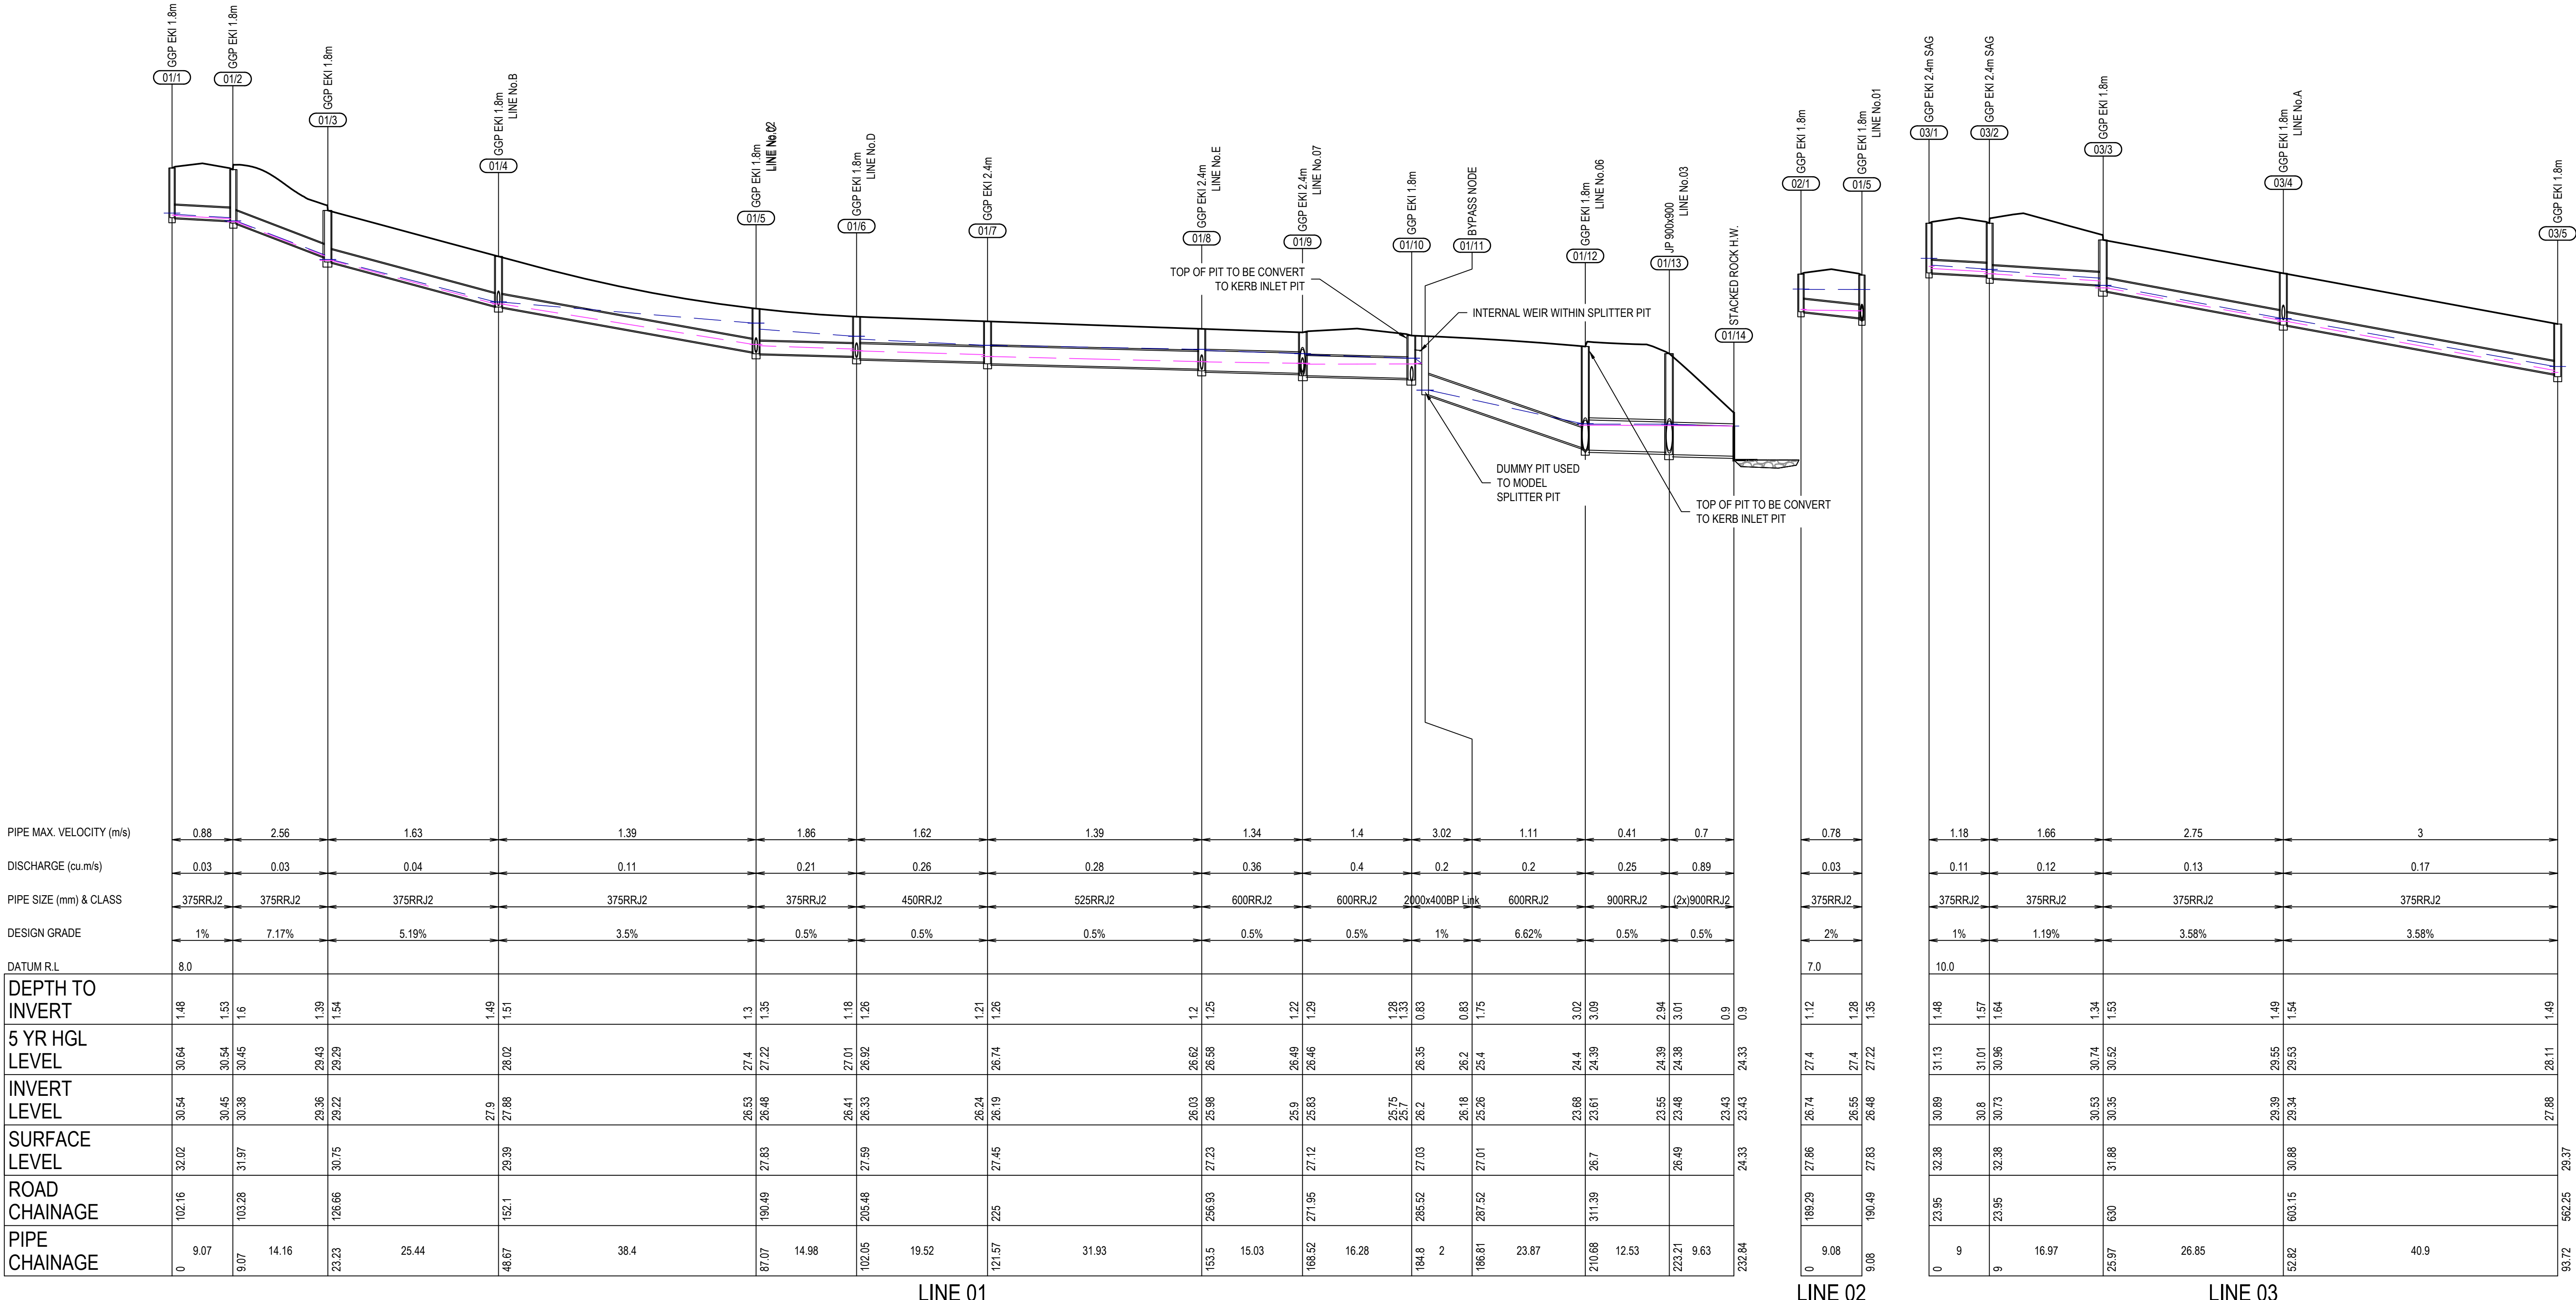 GGP EKI 1.8m
01/1
GGP EKI 1.8m
01/2
GGP EKI 1.8m
01/3
GGP EKI 1.8m
LINE No.B
01/4
GGP EKI 1.8m
LINE No.02
01/5
GGP EKI 1.8m
LINE No.D
01/6
GGP EKI 2.4m
01/7
GGP EKI 2.4m
LINE No.E
01/8
GGP EKI 2.4m
LINE No.07
01/9
GGP EKI 1.8m
01/10
BYPASS NODE
01/11
GGP EKI 1.8m
LINE No.06
01/12
JP 900x900
LINE No.03
01/13
STACKED ROCK H.W.
01/14
GGP EKI 1.8m
02/1
GGP EKI 1.8m
LINE No.01
01/5
GGP EKI 2.4m SAG
03/1
GGP EKI 2.4m SAG
03/2
GGP EKI 1.8m
03/3
GGP EKI 1.8m
LINE No.A
03/4
GGP EKI 1.8m
03/5
TOP OF PIT TO BE CONVERT
TO KERB INLET PIT
INTERNAL WEIR WITHIN SPLITTER PIT
DUMMY PIT USED
TO MODEL
SPLITTER PIT
TOP OF PIT TO BE CONVERT
TO KERB INLET PIT
PIPE MAX. VELOCITY (m/s) 0.88 2.56 1.63 1.39 1.86 1.62 1.39 1.34 1.4 3.02 1.11 0.41 0.7 0.78 1.18 1.66 2.75 3
DISCHARGE (cu.m/s) 0.03 0.03 0.04 0.11 0.21 0.26 0.28 0.36 0.4 0.2 0.2 0.25 0.89 0.03 0.11 0.12 0.13 0.17
PIPE SIZE (mm) & CLASS 375RRJ2 375RRJ2 375RRJ2 375RRJ2 375RRJ2 450RRJ2 525RRJ2 600RRJ2 600RRJ2 2000x400BP Link 600RRJ2 900RRJ2 (2x)900RRJ2 375RRJ2 375RRJ2 375RRJ2 375RRJ2 375RRJ2
DESIGN GRADE 1% 7.17% 5.19% 3.5% 0.5% 0.5% 0.5% 0.5% 0.5% 1% 6.62% 0.5% 0.5% 2% 1% 1.19% 3.58% 3.58%
DATUM R.L 8.0 7.0 10.0
DEPTH TO
INVERT 1.48 1.53 1.6 1.39 1.54 1.49 1.51 1.3 1.35 1.18 1.26 1.21 1.26 1.2 1.25 1.22 1.29 1.28 1.33 0.83 0.83 1.75 3.02 3.09 2.94 3.01 0.9 0.9 1.12 1.28 1.35 1.48 1.57 1.64 1.34 1.53 1.49 1.54 1.49
5 YR HGL
LEVEL 30.64 30.54 30.45 29.43 29.29 28.02 27.4 27.22 27.01 26.92 26.74 26.62 26.58 26.49 26.46 26.35 26.2 25.4 24.4 24.39 24.39 24.38 24.33 27.4 27.4 27.22 31.13 31.01 30.96 30.74 30.52 29.55 29.53 28.11
INVERT
LEVEL 30.54 30.45 30.38 29.36 29.22 27.9 27.88 26.53 26.48 26.41 26.33 26.24 26.19 26.03 25.98 25.9 25.83 25.75 25.7 26.2 26.18 25.26 23.68 23.61 23.55 23.48 23.43 23.43 26.74 26.55 26.48 30.89 30.8 30.73 30.53 30.35 29.39 29.34 27.88
SURFACE
LEVEL 32.02 31.97 30.75 29.39 27.83 27.59 27.45 27.23 27.12 27.03 27.01 26.7 26.49 24.33 27.86 27.83 32.38 32.38 31.88 30.88 29.37
ROAD
CHAINAGE 102.16 103.28 126.66 152.1 190.49 205.48 225 256.93 271.95 285.52 287.52 311.39 189.29 190.49 23.95 23.95 630 603.15 562.25
PIPE
CHAINAGE 0 9.07 9.07 14.16 23.23 25.44 48.67 38.4 87.07 14.98 102.05 19.52 121.57 31.93 153.5 15.03 168.52 16.28 184.8 2 186.81 23.87 210.68 12.53 223.21 9.63 232.84 0 9.08 9.08 0 9 9 16.97 25.97 26.85 52.82 40.9 93.72
LINE 01 LINE 02 LINE 03